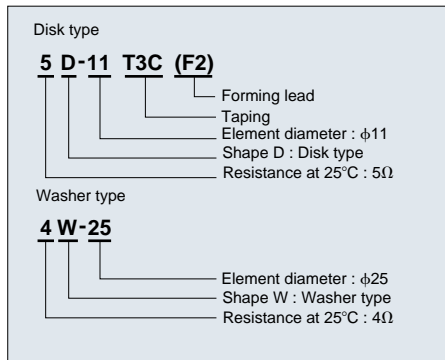 Disk type
5 D-11 T3C (F2)
Forming lead
Taping
Element diameter : ϕ11
Shape D : Disk type
Resistance at 25°C : 5Ω
Washer type
4 W-25
Element diameter : ϕ25
Shape W : Washer type
Resistance at 25°C : 4Ω